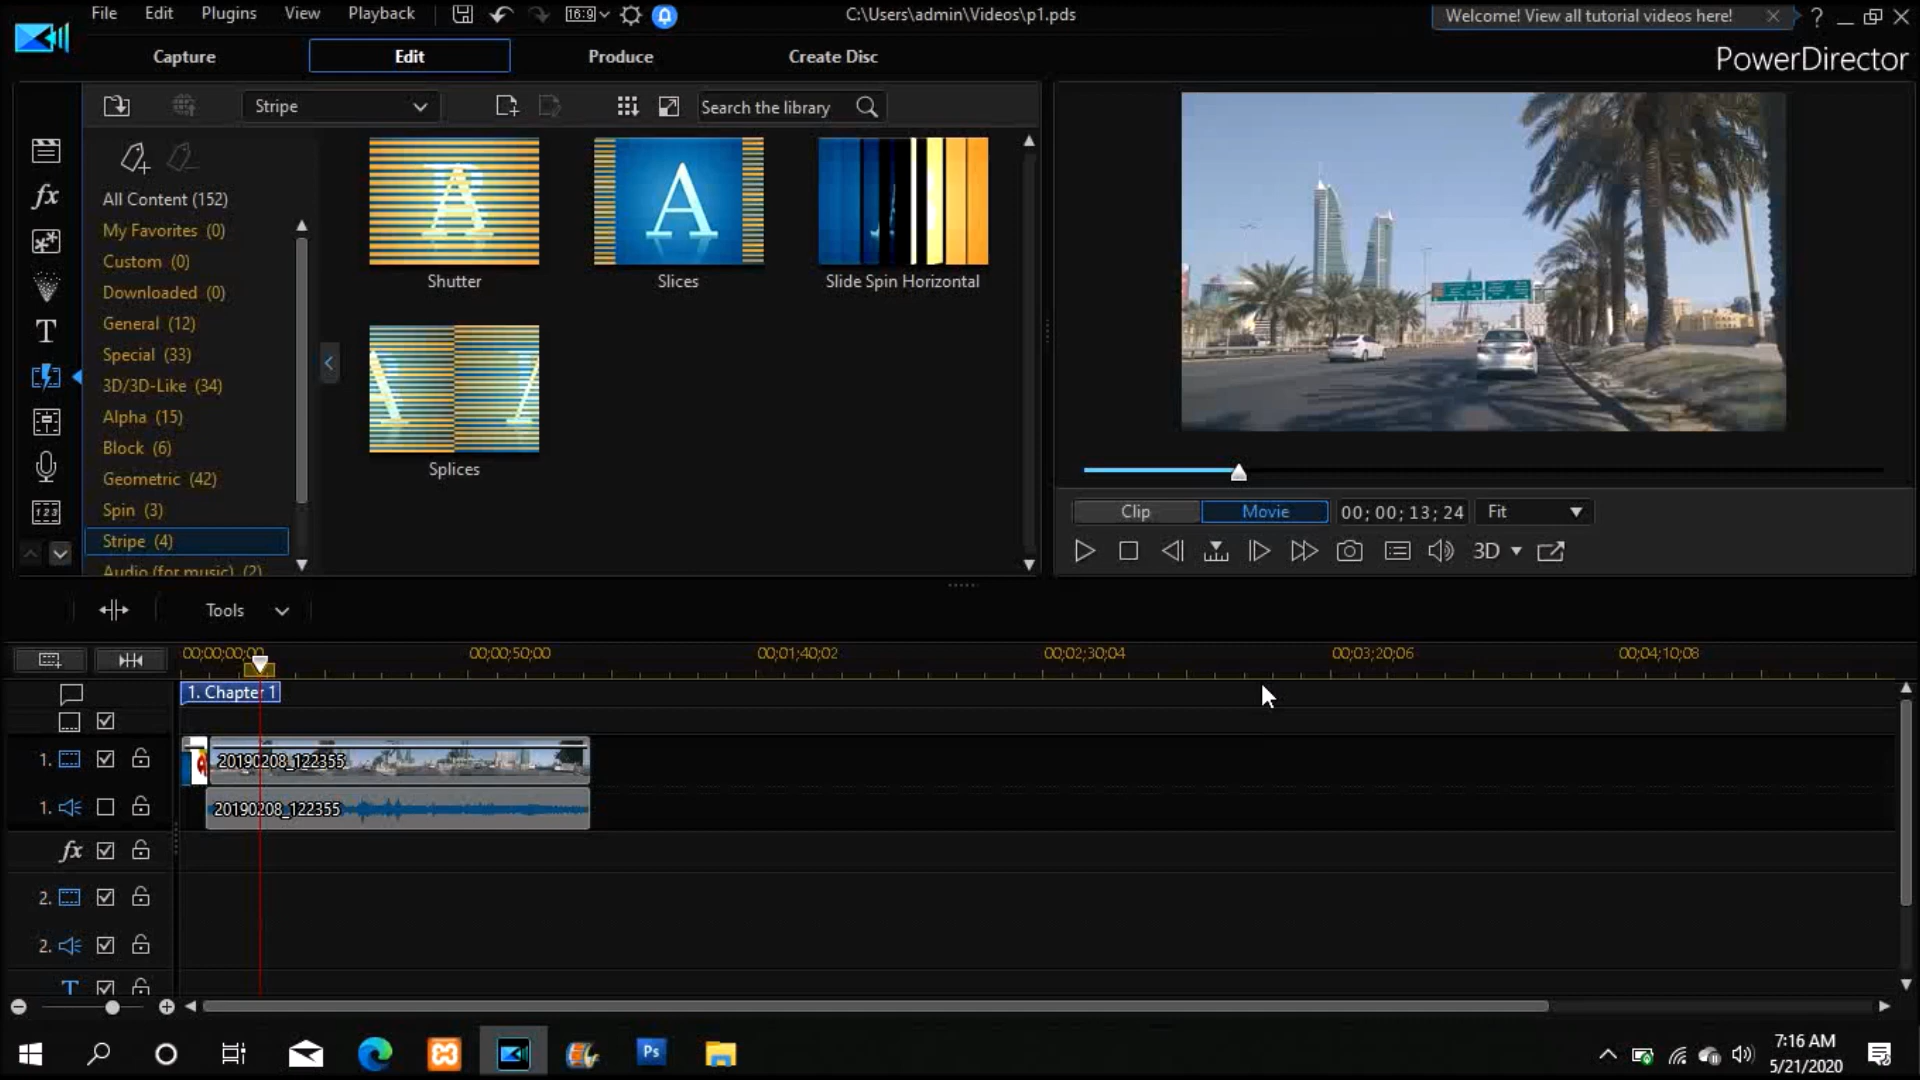 File Edit Plugins View Playback 16:9 C:\Users\admin\Videos\p1.pds Welcome! View all tutorial videos here! ?
Capture Edit Produce Create Disc PowerDirector
Stripe Search the library
All Content (152)
My Favorites (0)
Custom (0)
Downloaded (0)
General (12)
Special (33)
3D/3D-Like (34)
Alpha (15)
Block (6)
Geometric (42)
Spin (3)
Stripe (4)
Audio (for music) (2)
fx
T
123
A
A
Shutter Slices Slide Spin Horizontal
Splices
Clip Movie 00; 00; 13; 24 Fit
3D
Tools
00;00;00;00 00;00;50;00 00;01;40;02 00;02;30;04 00;03;20;06 00;04;10;08
1. Chapter 1
1. 20190208_122355
1. 20190208_122355
fx
2.
2.
T
Ps
7:16 AM
5/21/2020